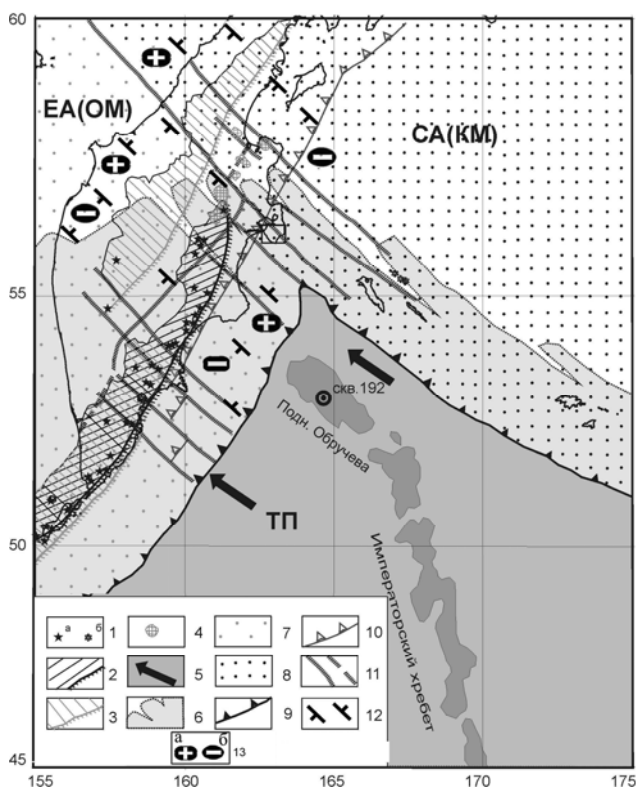 60
ЕА(ОМ)
СА(КМ)
55
скв.192
Подн. Обручева
ТП
50
Императорский хребет
а б 1 4 7 10
2 5 8 11
3 6 9 12
а б 13
45
155 160 165 170 175